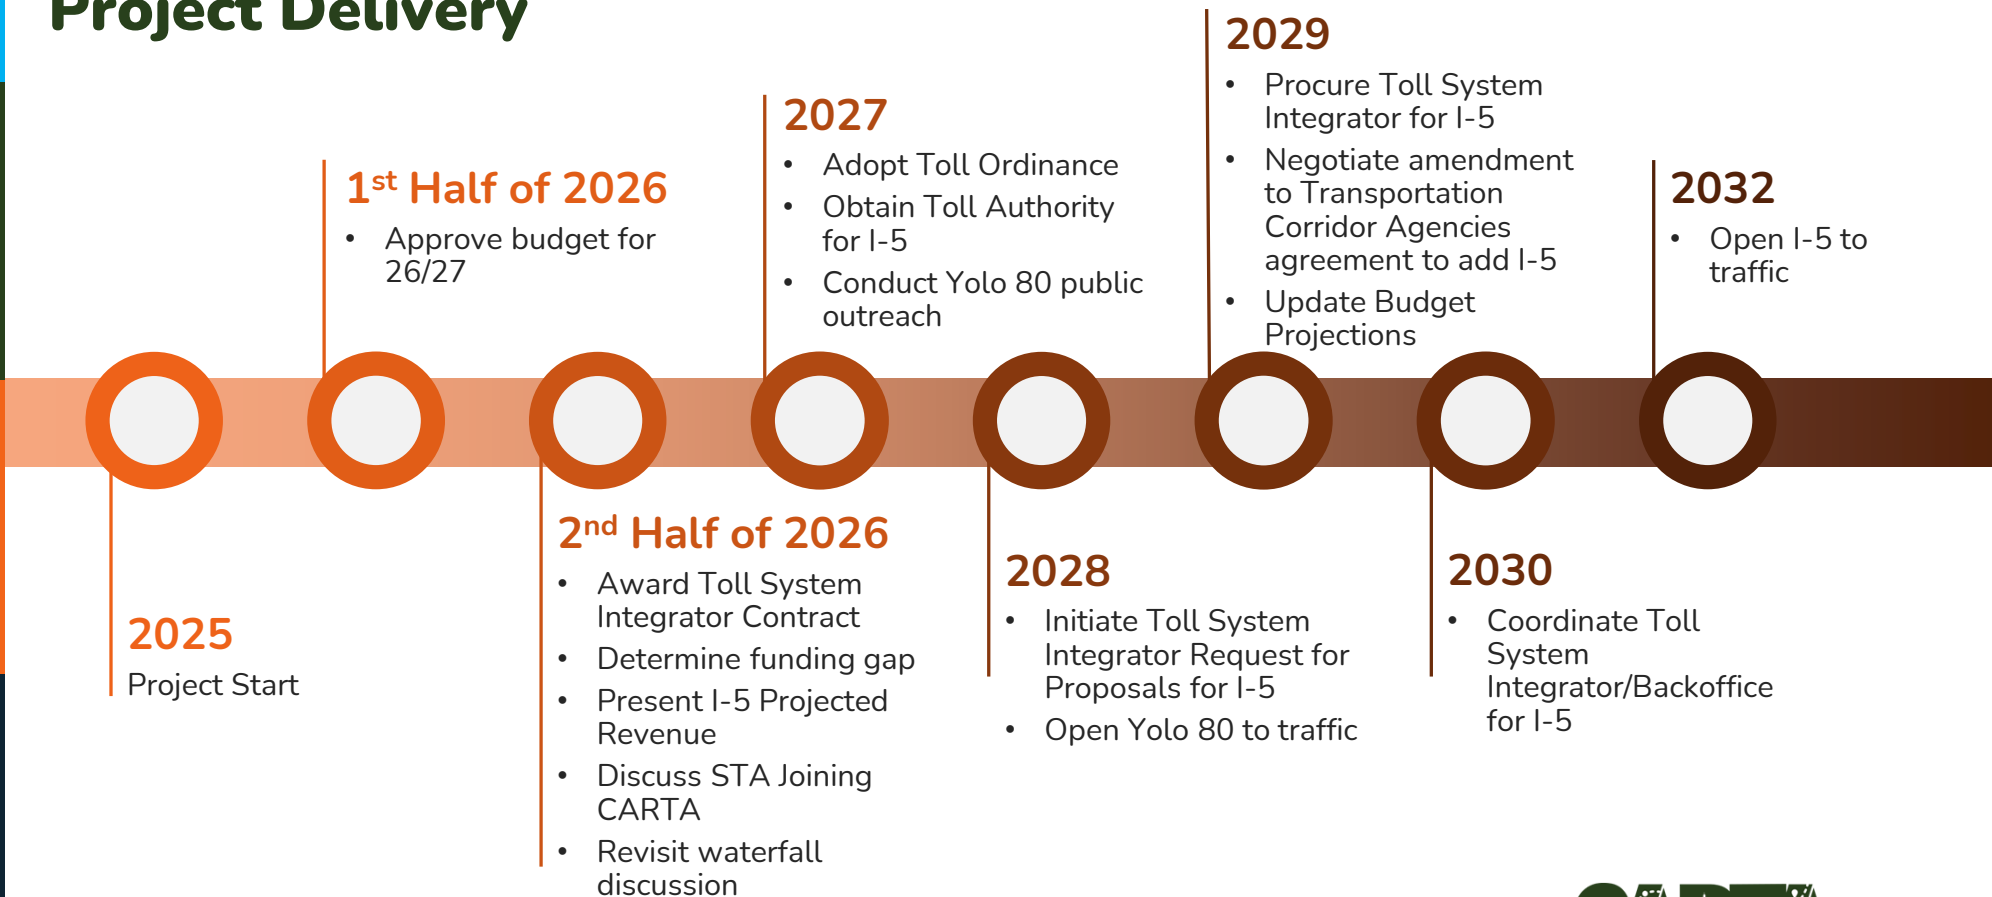 Project Delivery
2025
Project Start
1st Half of 2026
• Approve budget for
26/27
2nd Half of 2026
• Award Toll System
Integrator Contract
• Determine funding gap
• Present I-5 Projected
Revenue
• Discuss STA Joining
CARTA
• Revisit waterfall
discussion
2027
• Adopt Toll Ordinance
• Obtain Toll Authority
for I-5
• Conduct Yolo 80 public
outreach
2028
• Initiate Toll System
Integrator Request for
Proposals for I-5
• Open Yolo 80 to traffic
2029
• Procure Toll System
Integrator for I-5
• Negotiate amendment
to Transportation
Corridor Agencies
agreement to add I-5
• Update Budget
Projections
2030
• Coordinate Toll
System
Integrator/Backoffice
for I-5
2032
• Open I-5 to
traffic